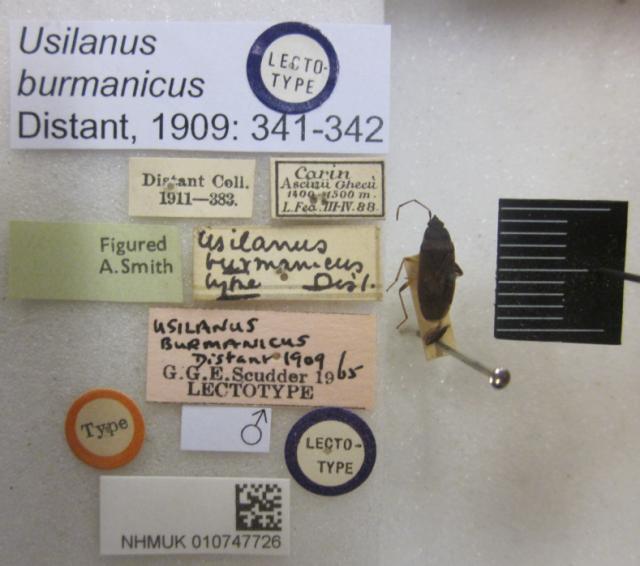 Usilanus
burmanicus
Distant, 1909: 341-342
LECTO-
TYPE
Distant Coll.
1911—383.
Carin
Asciuii Ghecù
1400-1500 m.
L. Fea. III-IV. 88.
Figured
A. Smith
Usilanus
burmanicus
type Dist.
USILANUS
BURMANICUS
Distant 1909
G. G. E. Scudder 1965
LECTOTYPE
Type
♂
LECTO-
TYPE
NHMUK 010747726